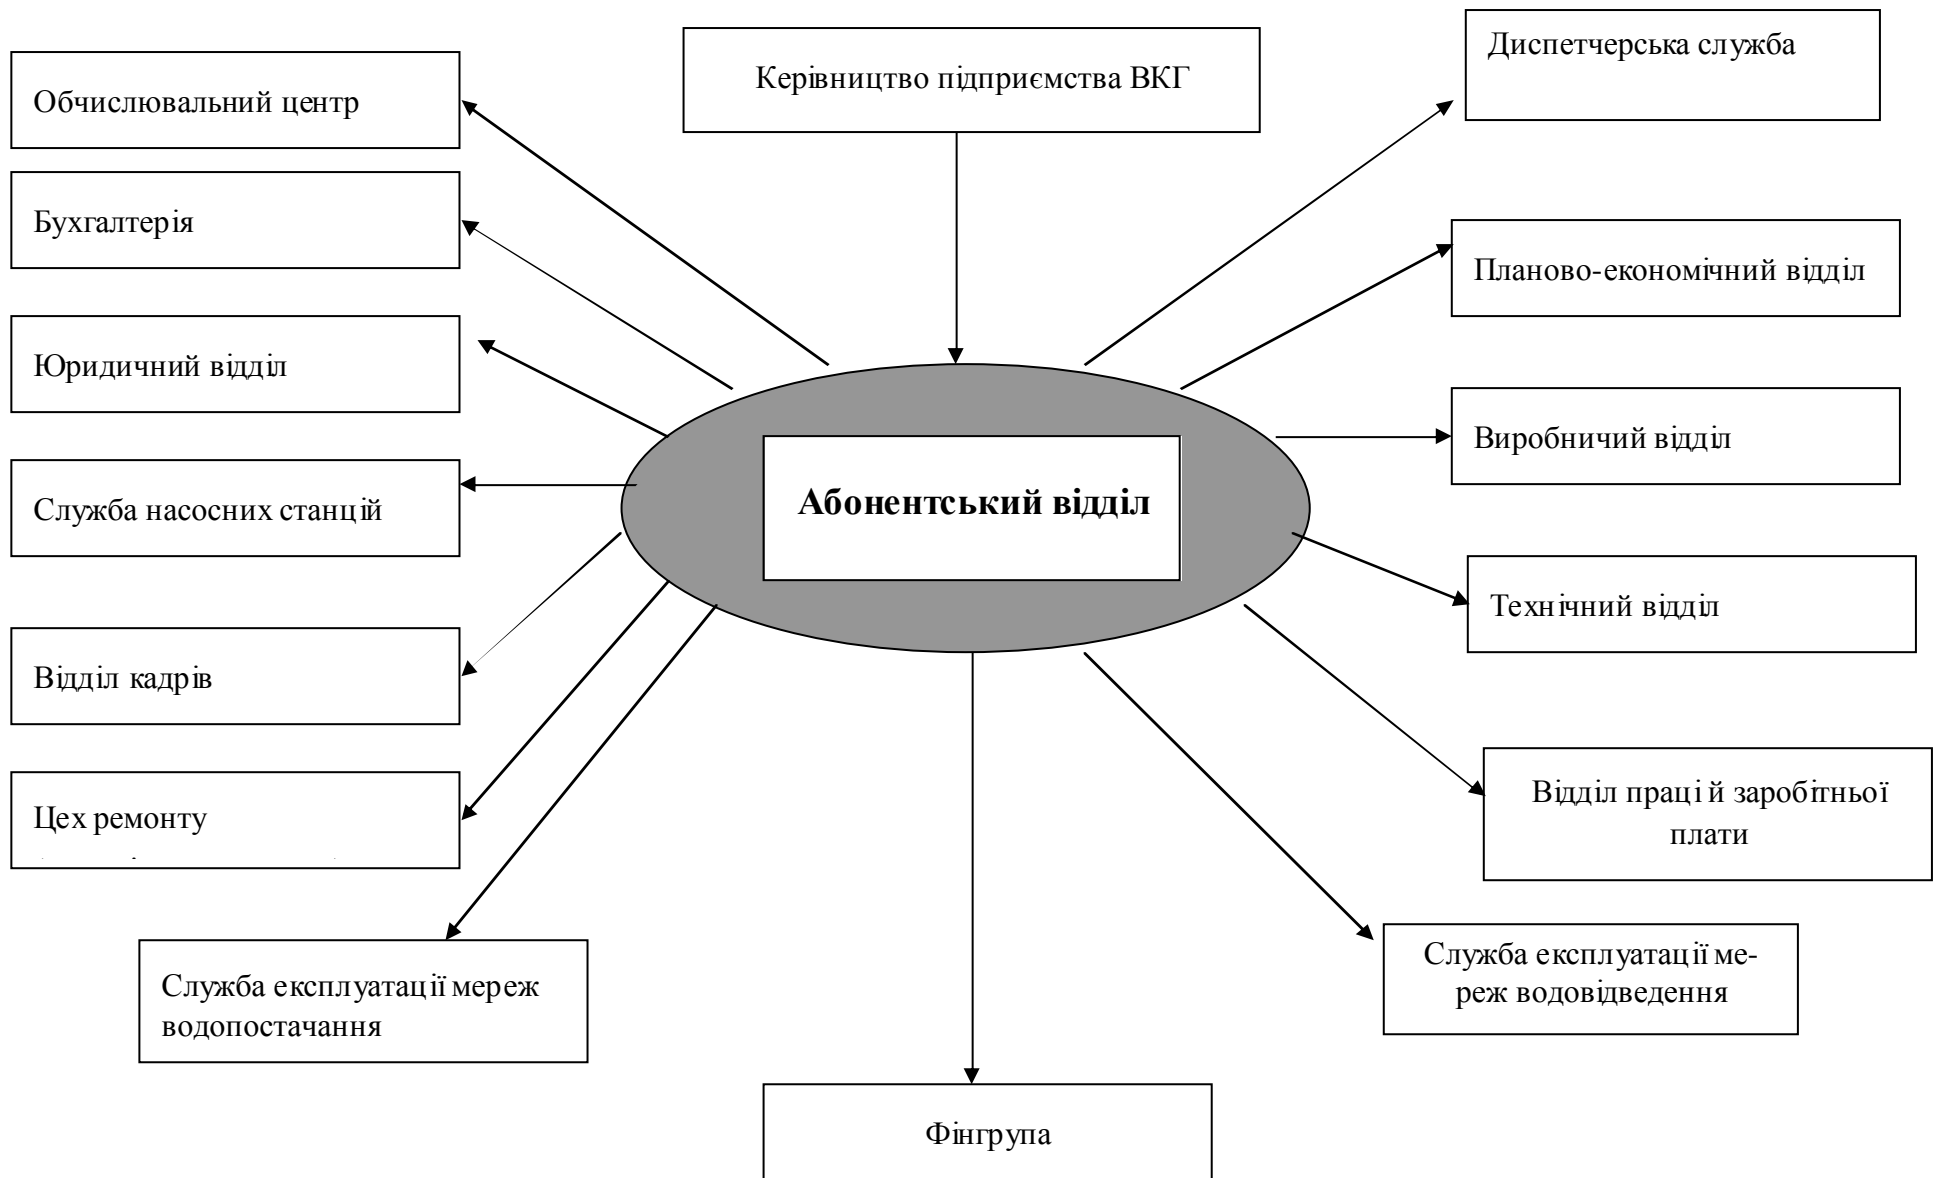 Диспетчерська служба
Керівництво підприємства ВКГ
Обчислювальний центр
Бухгалтерія
Планово-економічний відділ
Юридичний відділ
Виробничий відділ
Абонентський відділ
Служба насосних станцій
Технічний відділ
Відділ кадрів
Відділ праці й заробітньої
плати
Цех ремонту
Служба експлуатації ме-
реж водовідведення
Служба експлуатації мереж
водопостачання
Фінгрупа